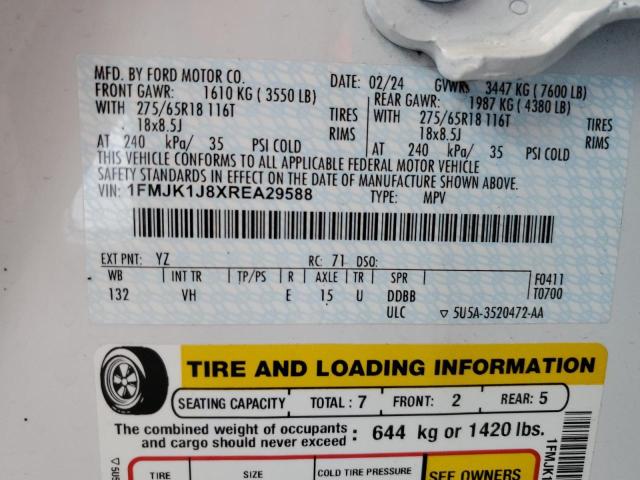 MFD. BY FORD MOTOR CO.
DATE: 02/24 GVWR: 3447 KG (7600 LB)
FRONT GAWR: 1610 KG (3550 LB)
REAR GAWR: 1987 KG (4380 LB)
WITH 275/65R18 116T TIRES WITH 275/65R18 116T TIRES
18x8.5J RIMS 18x8.5J RIMS
AT 240 kPa/ 35 PSI COLD AT 240 kPa/ 35 PSI COLD
THIS VEHICLE CONFORMS TO ALL APPLICABLE FEDERAL MOTOR VEHICLE
SAFETY STANDARDS IN EFFECT ON THE DATE OF MANUFACTURE SHOWN ABOVE.
VIN: 1FMJK1J8XREA29588 TYPE: MPV
EXT PNT: YZ RC: 71 DSO:
WB INT TR TP/PS R AXLE TR SPR F0411
132 VH E 15 U DDBB T0700
ULC ▽ 5U5A-3520472-AA
TIRE AND LOADING INFORMATION
SEATING CAPACITY TOTAL : 7 FRONT: 2 REAR: 5
The combined weight of occupants
and cargo should never exceed : 644 kg or 1420 lbs.
TIRE SIZE COLD TIRE PRESSURE SEE OWNERS
1FMJK1
▽5U5